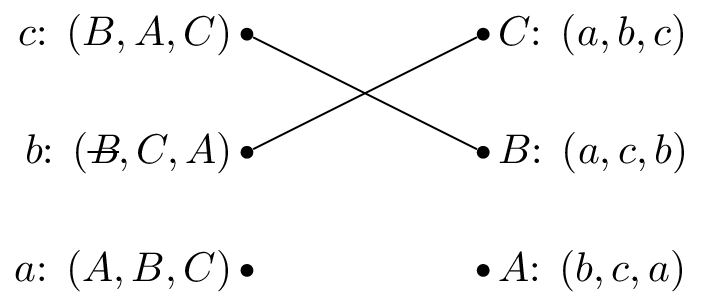 c: (B, A, C) C: (a, b, c)
b: (B, C, A) B: (a, c, b)
a: (A, B, C) A: (b, c, a)